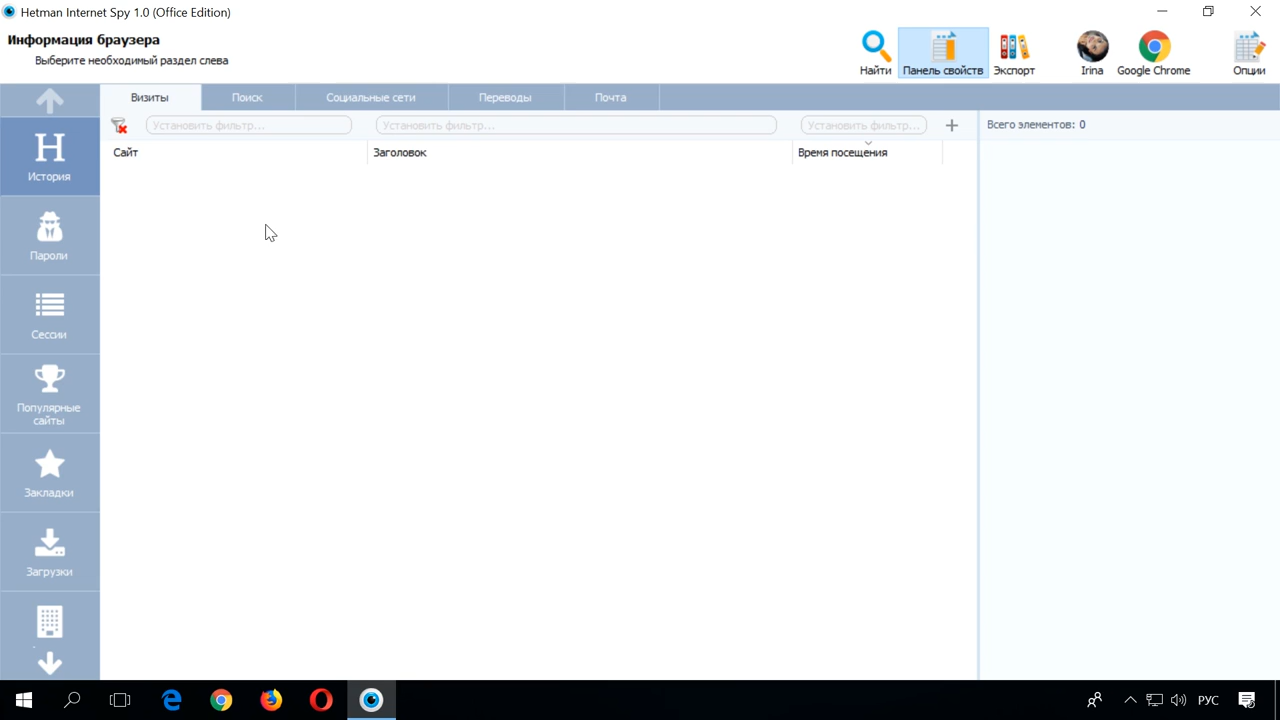 Hetman Internet Spy 1.0 (Office Edition)
Информация браузера
Выберите необходимый раздел слева
Найти
Панель свойств
Экспорт
Irina
Google Chrome
Опции
Визиты
Поиск
Социальные сети
Переводы
Почта
Установить фильтр...
Установить фильтр...
Установить фильтр...
Всего элементов: 0
Сайт
Заголовок
Время посещения
История
Пароли
Сессии
Популярные
сайты
Закладки
Загрузки
РУС